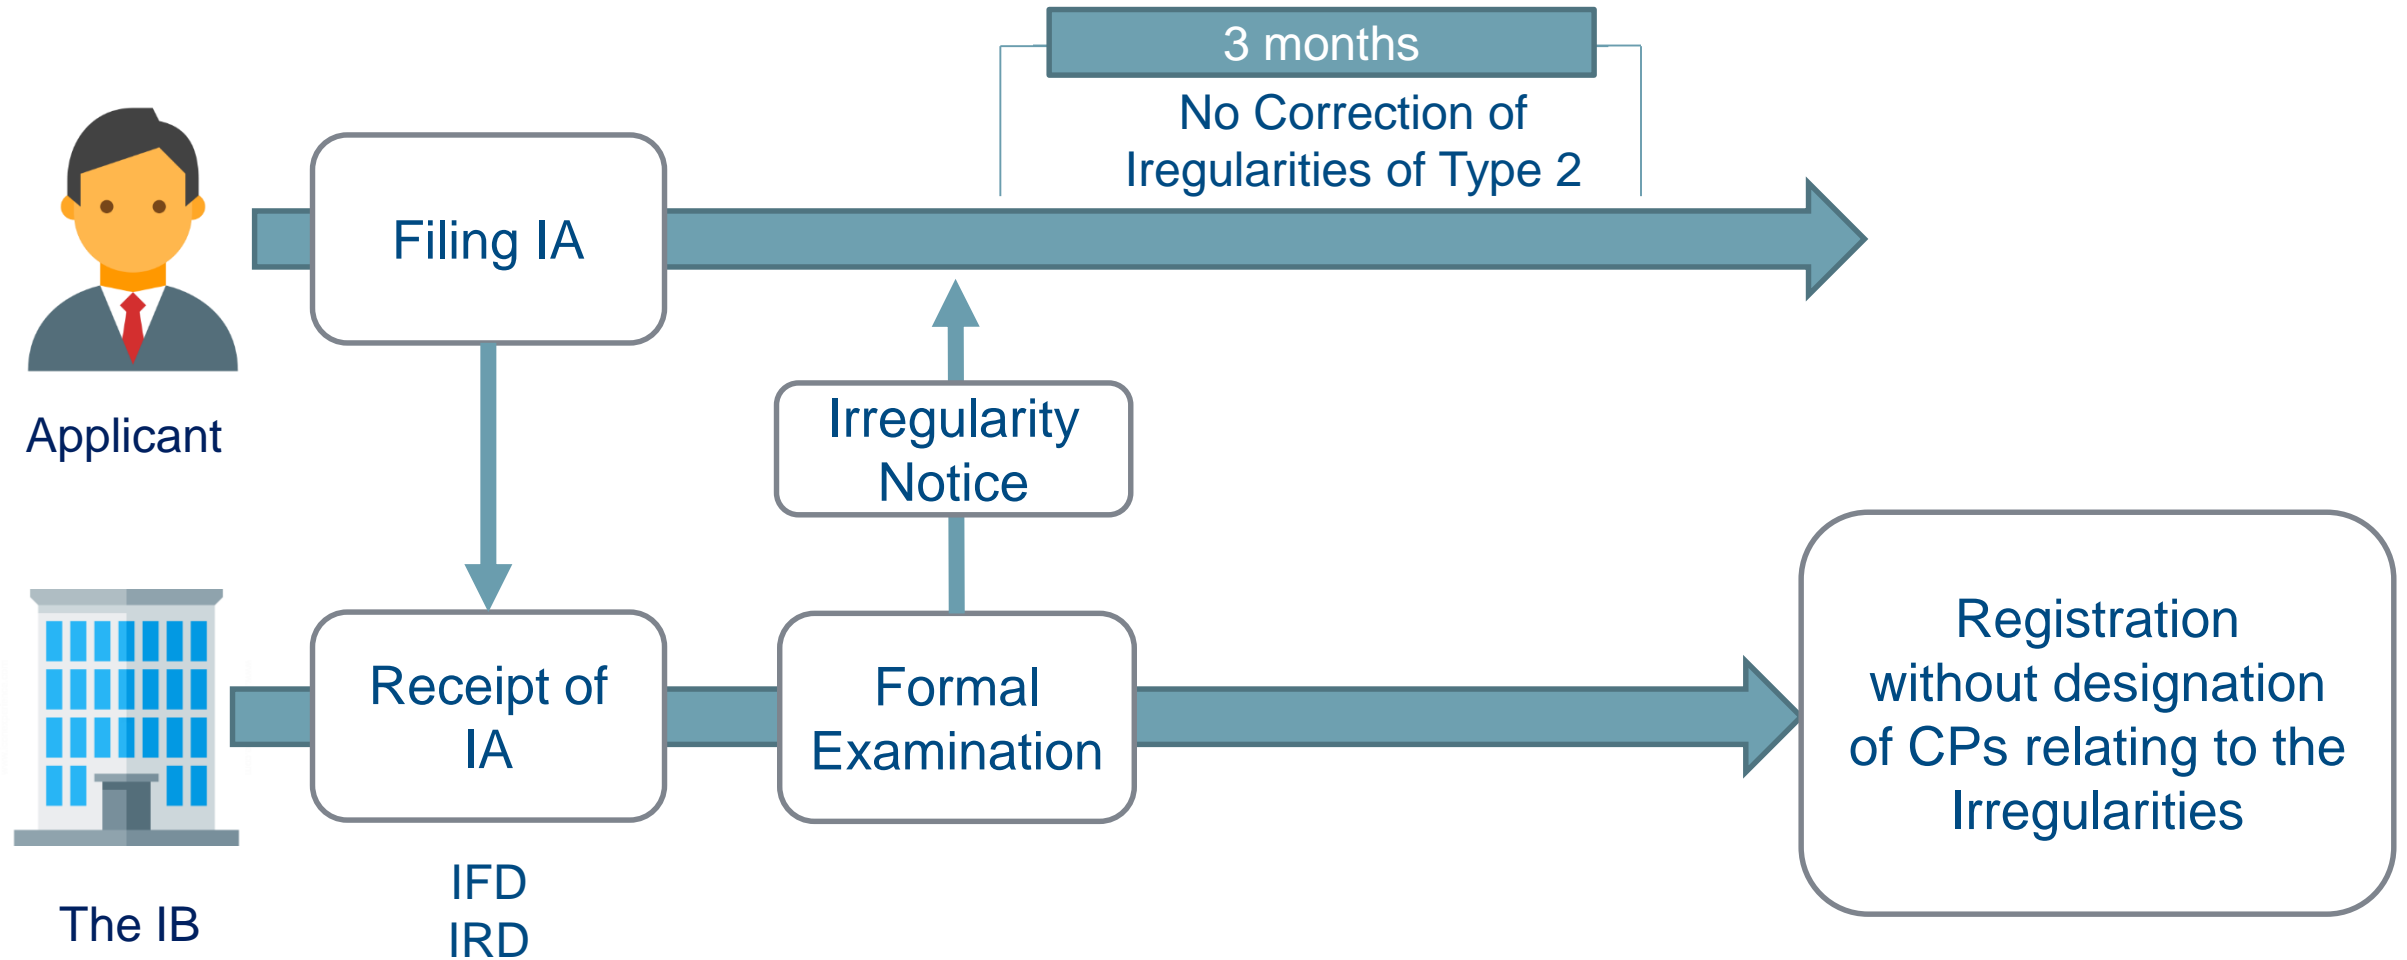 3 months
No Correction of
Iregularities of Type 2
Filing IA
Applicant
Irregularity
Notice
Receipt of
IA
Formal
Examination
Registration
without designation
of CPs relating to the
Irregularities
The IB
IFD
IRD